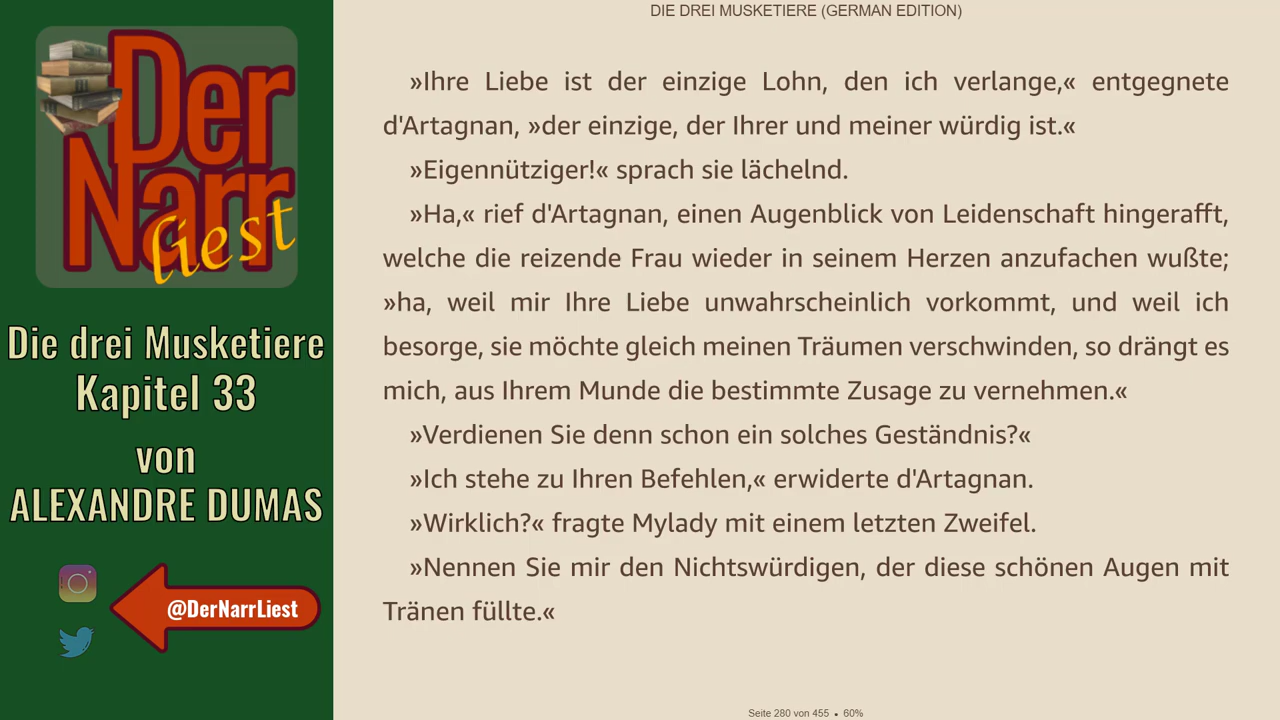 Der
Narr
liest
Die drei Musketiere
Kapitel 33
von
ALEXANDRE DUMAS
@DerNarrLiest
DIE DREI MUSKETIERE (GERMAN EDITION)
»Ihre Liebe ist der einzige Lohn, den ich verlange,« entgegnete
d'Artagnan, »der einzige, der Ihrer und meiner würdig ist.«
»Eigennütziger!« sprach sie lächelnd.
»Ha,« rief d'Artagnan, einen Augenblick von Leidenschaft hingerafft,
welche die reizende Frau wieder in seinem Herzen anzufachen wußte;
»ha, weil mir Ihre Liebe unwahrscheinlich vorkommt, und weil ich
besorge, sie möchte gleich meinen Träumen verschwinden, so drängt es
mich, aus Ihrem Munde die bestimmte Zusage zu vernehmen.«
»Verdienen Sie denn schon ein solches Geständnis?«
»Ich stehe zu Ihren Befehlen,« erwiderte d'Artagnan.
»Wirklich?« fragte Mylady mit einem letzten Zweifel.
»Nennen Sie mir den Nichtswürdigen, der diese schönen Augen mit
Tränen füllte.«
Seite 280 von 455 • 60%